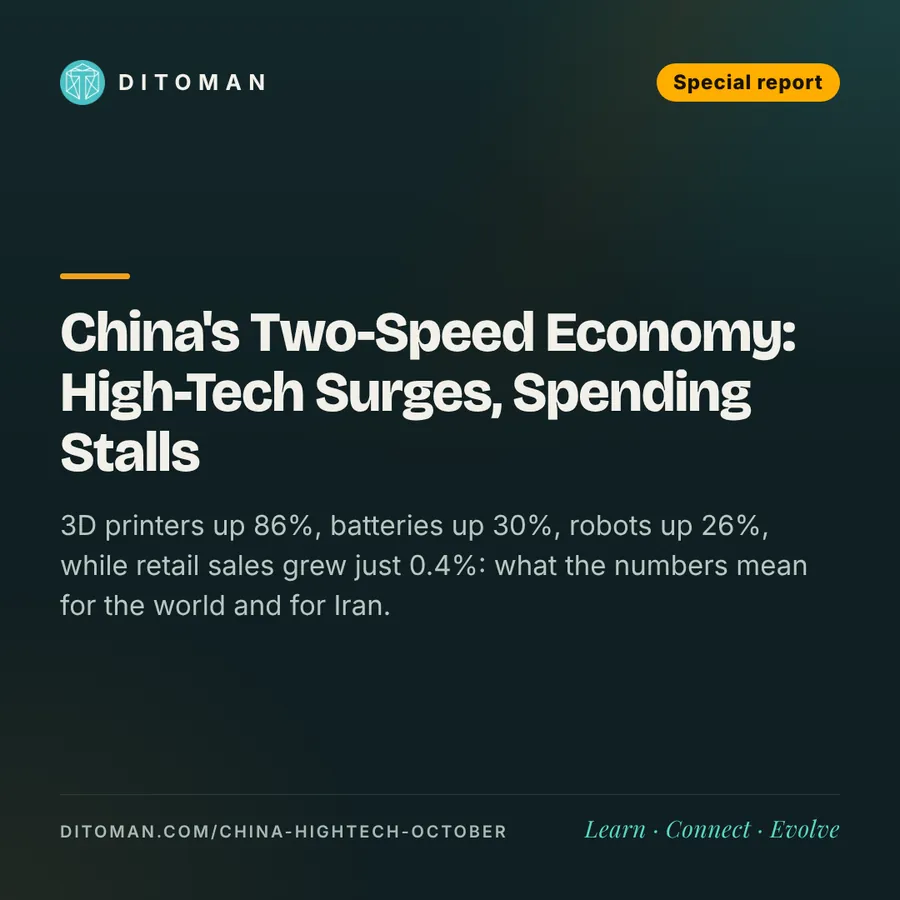 DITOMAN
Special report
China's Two-Speed Economy:
High-Tech Surges, Spending
Stalls
3D printers up 86%, batteries up 30%, robots up 26%,
while retail sales grew just 0.4%: what the numbers mean
for the world and for Iran.
DITOMAN.COM/CHINA-HIGHTECH-OCTOBER
Learn · Connect · Evolve